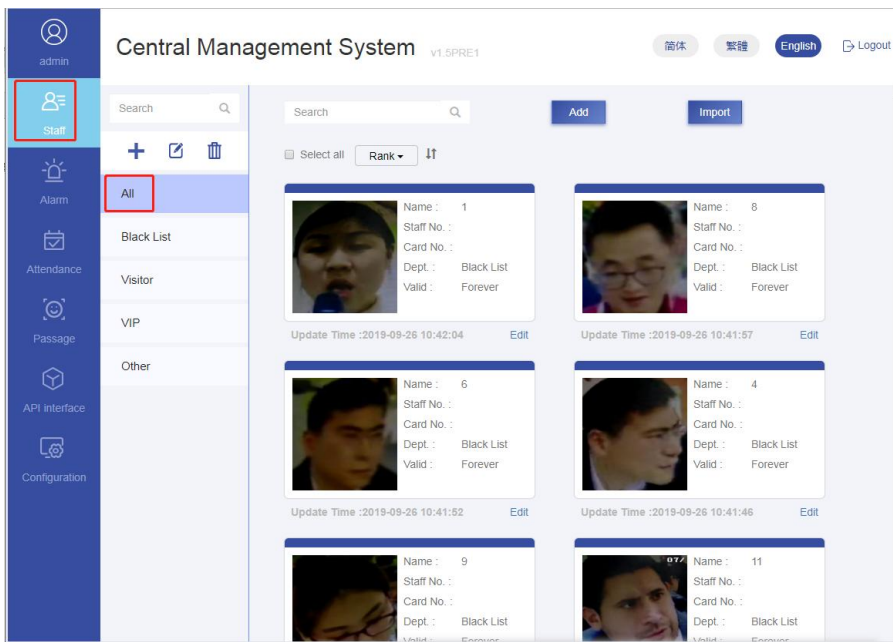 admin
Central Management System v1.5PRE1
简体
繁體
English
Logout
Staff
Alarm
Attendance
Passage
API interface
Configuration
Search
All
Black List
Visitor
VIP
Other
Search
Add
Import
Select all
Rank
Name : 1
Staff No. :
Card No. :
Dept. : Black List
Valid : Forever
Update Time :2019-09-26 10:42:04 Edit
Name : 8
Staff No. :
Card No. :
Dept. : Black List
Valid : Forever
Update Time :2019-09-26 10:41:57 Edit
Name : 6
Staff No. :
Card No. :
Dept. : Black List
Valid : Forever
Update Time :2019-09-26 10:41:52 Edit
Name : 4
Staff No. :
Card No. :
Dept. : Black List
Valid : Forever
Update Time :2019-09-26 10:41:46 Edit
Name : 9
Staff No. :
Card No. :
Dept. : Black List
Valid : Forever
07/
Name : 11
Staff No. :
Card No. :
Dept. : Black List
Valid : Forever